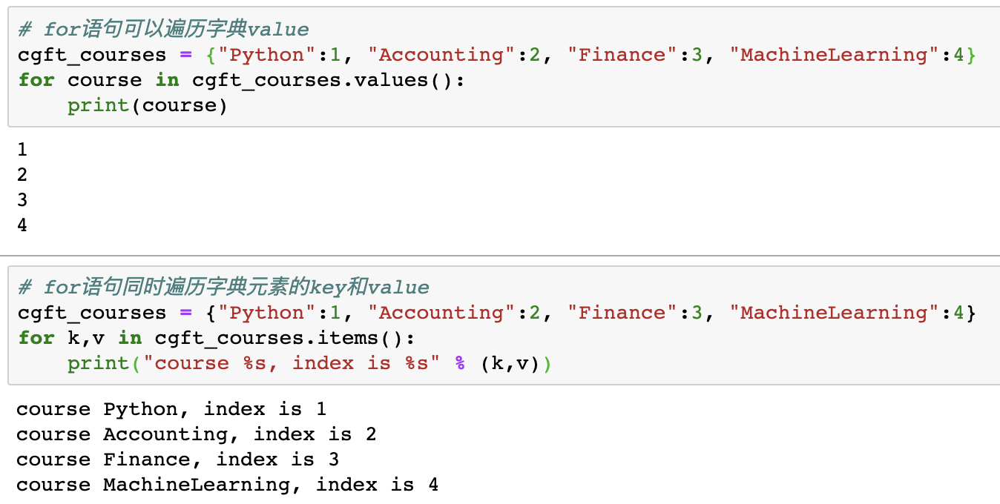 # for语句可以遍历字典value
cgft_courses = {"Python":1, "Accounting":2, "Finance":3, "MachineLearning":4}
for course in cgft_courses.values():
    print(course)
1
2
3
4
# for语句同时遍历字典元素的key和value
cgft_courses = {"Python":1, "Accounting":2, "Finance":3, "MachineLearning":4}
for k,v in cgft_courses.items():
    print("course %s, index is %s" % (k,v))
course Python, index is 1
course Accounting, index is 2
course Finance, index is 3
course MachineLearning, index is 4